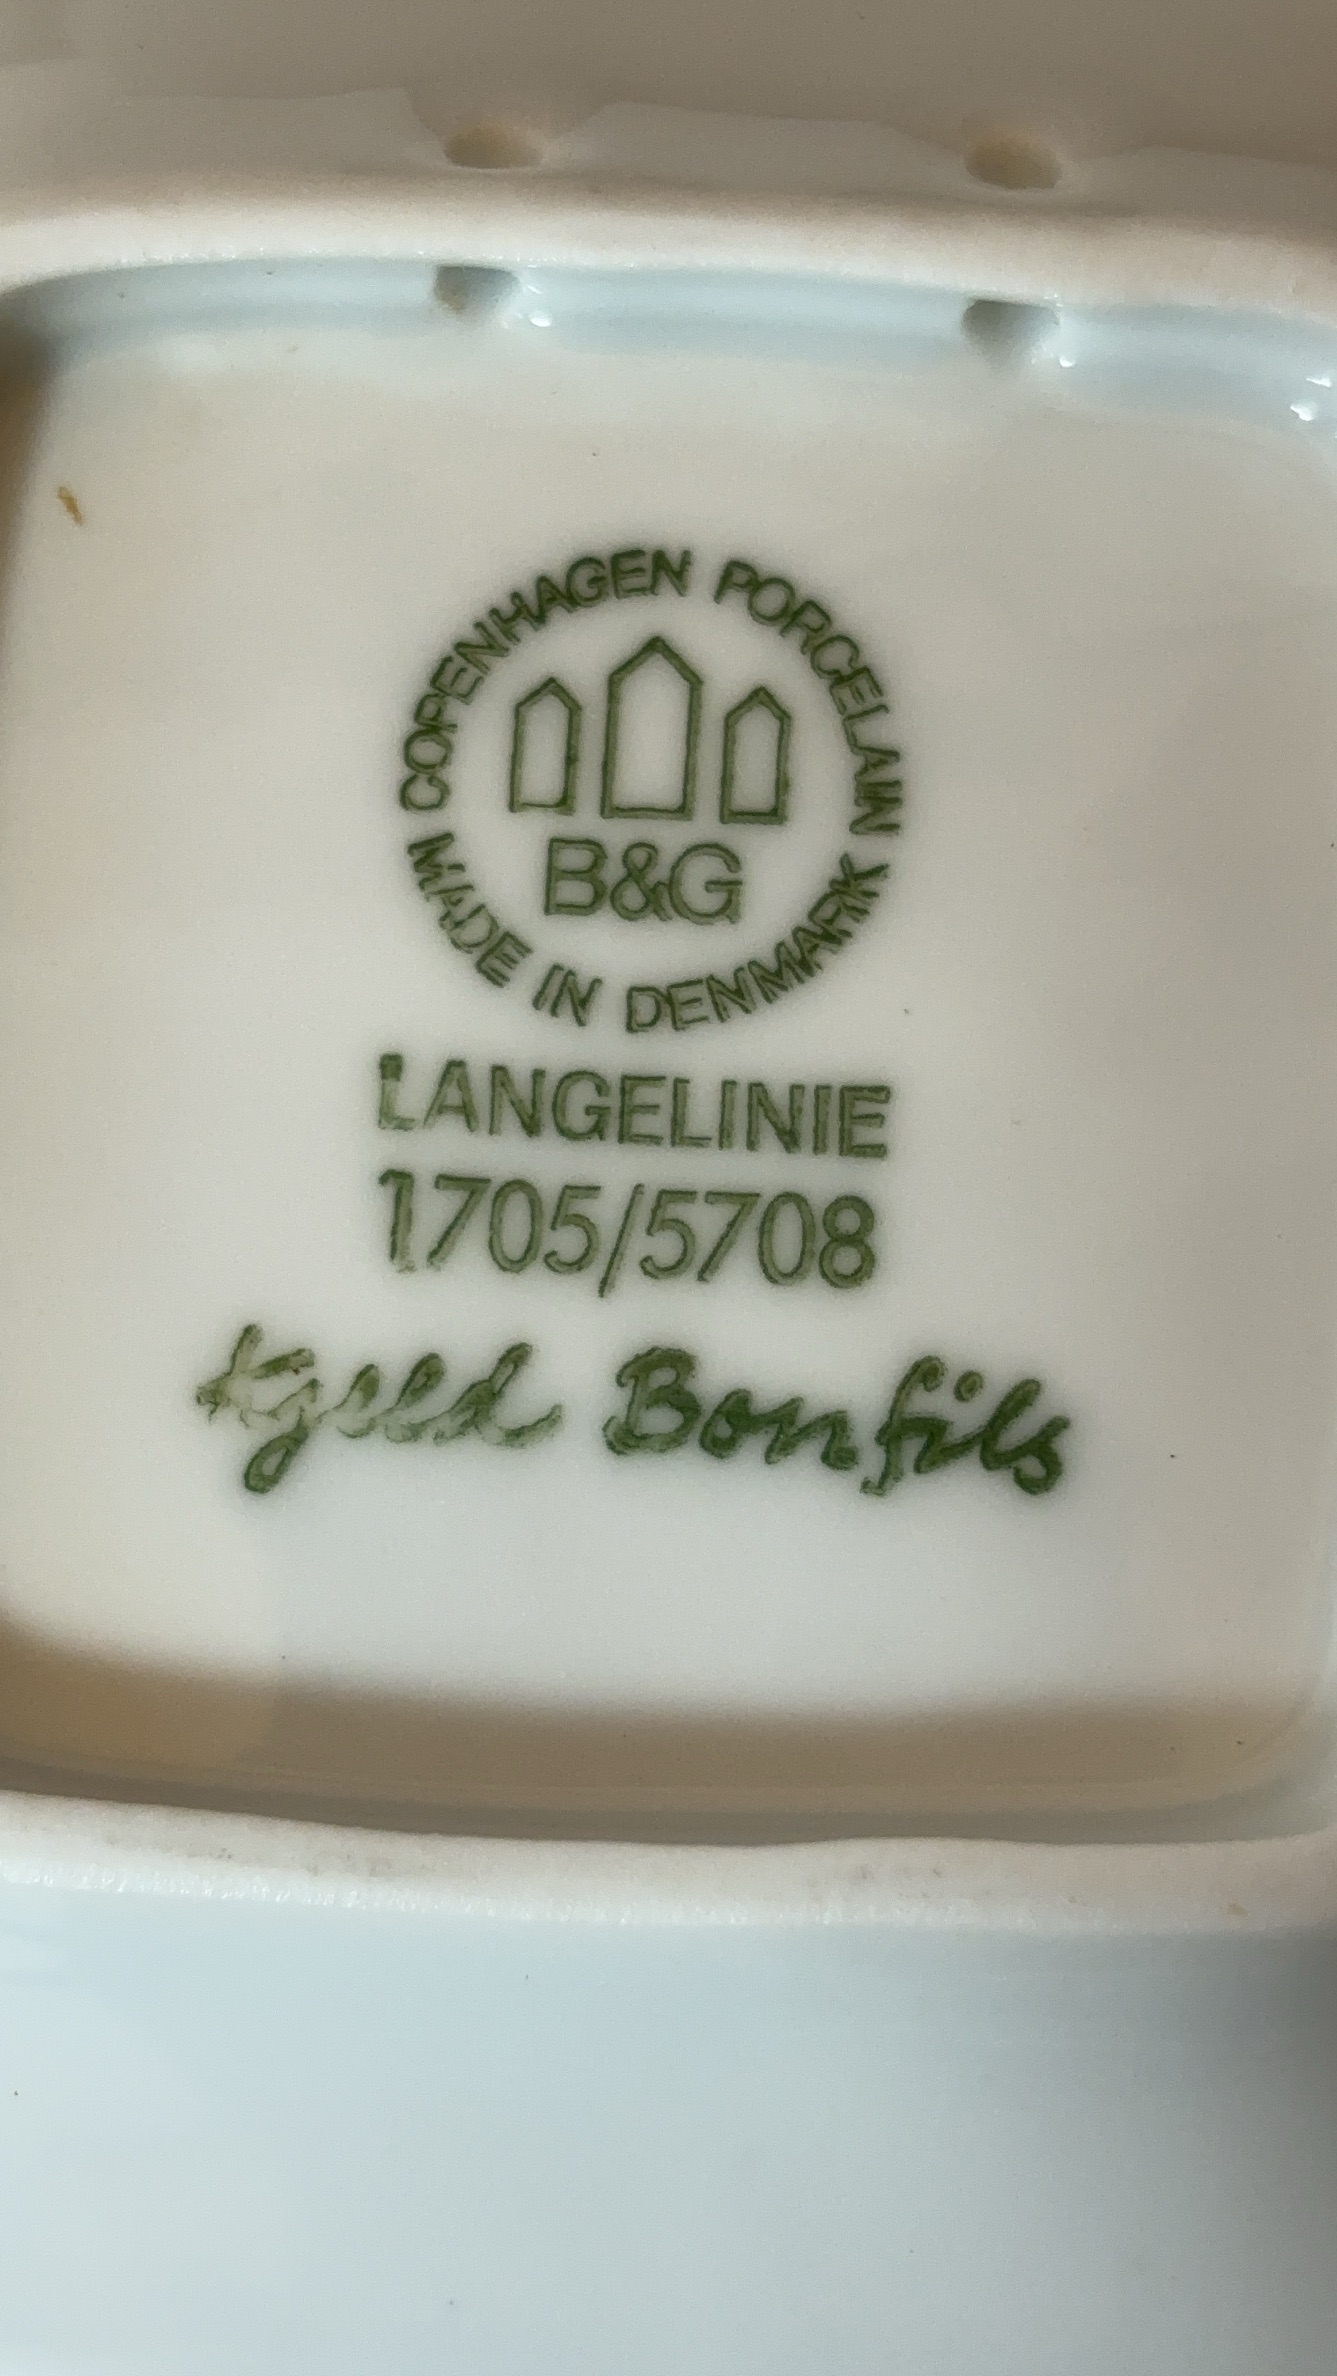 COPENHAGEN PORCELAIN
B&G
MADE IN DENMARK
LANGELINIE
1705/5708
Kjeld Bonfils